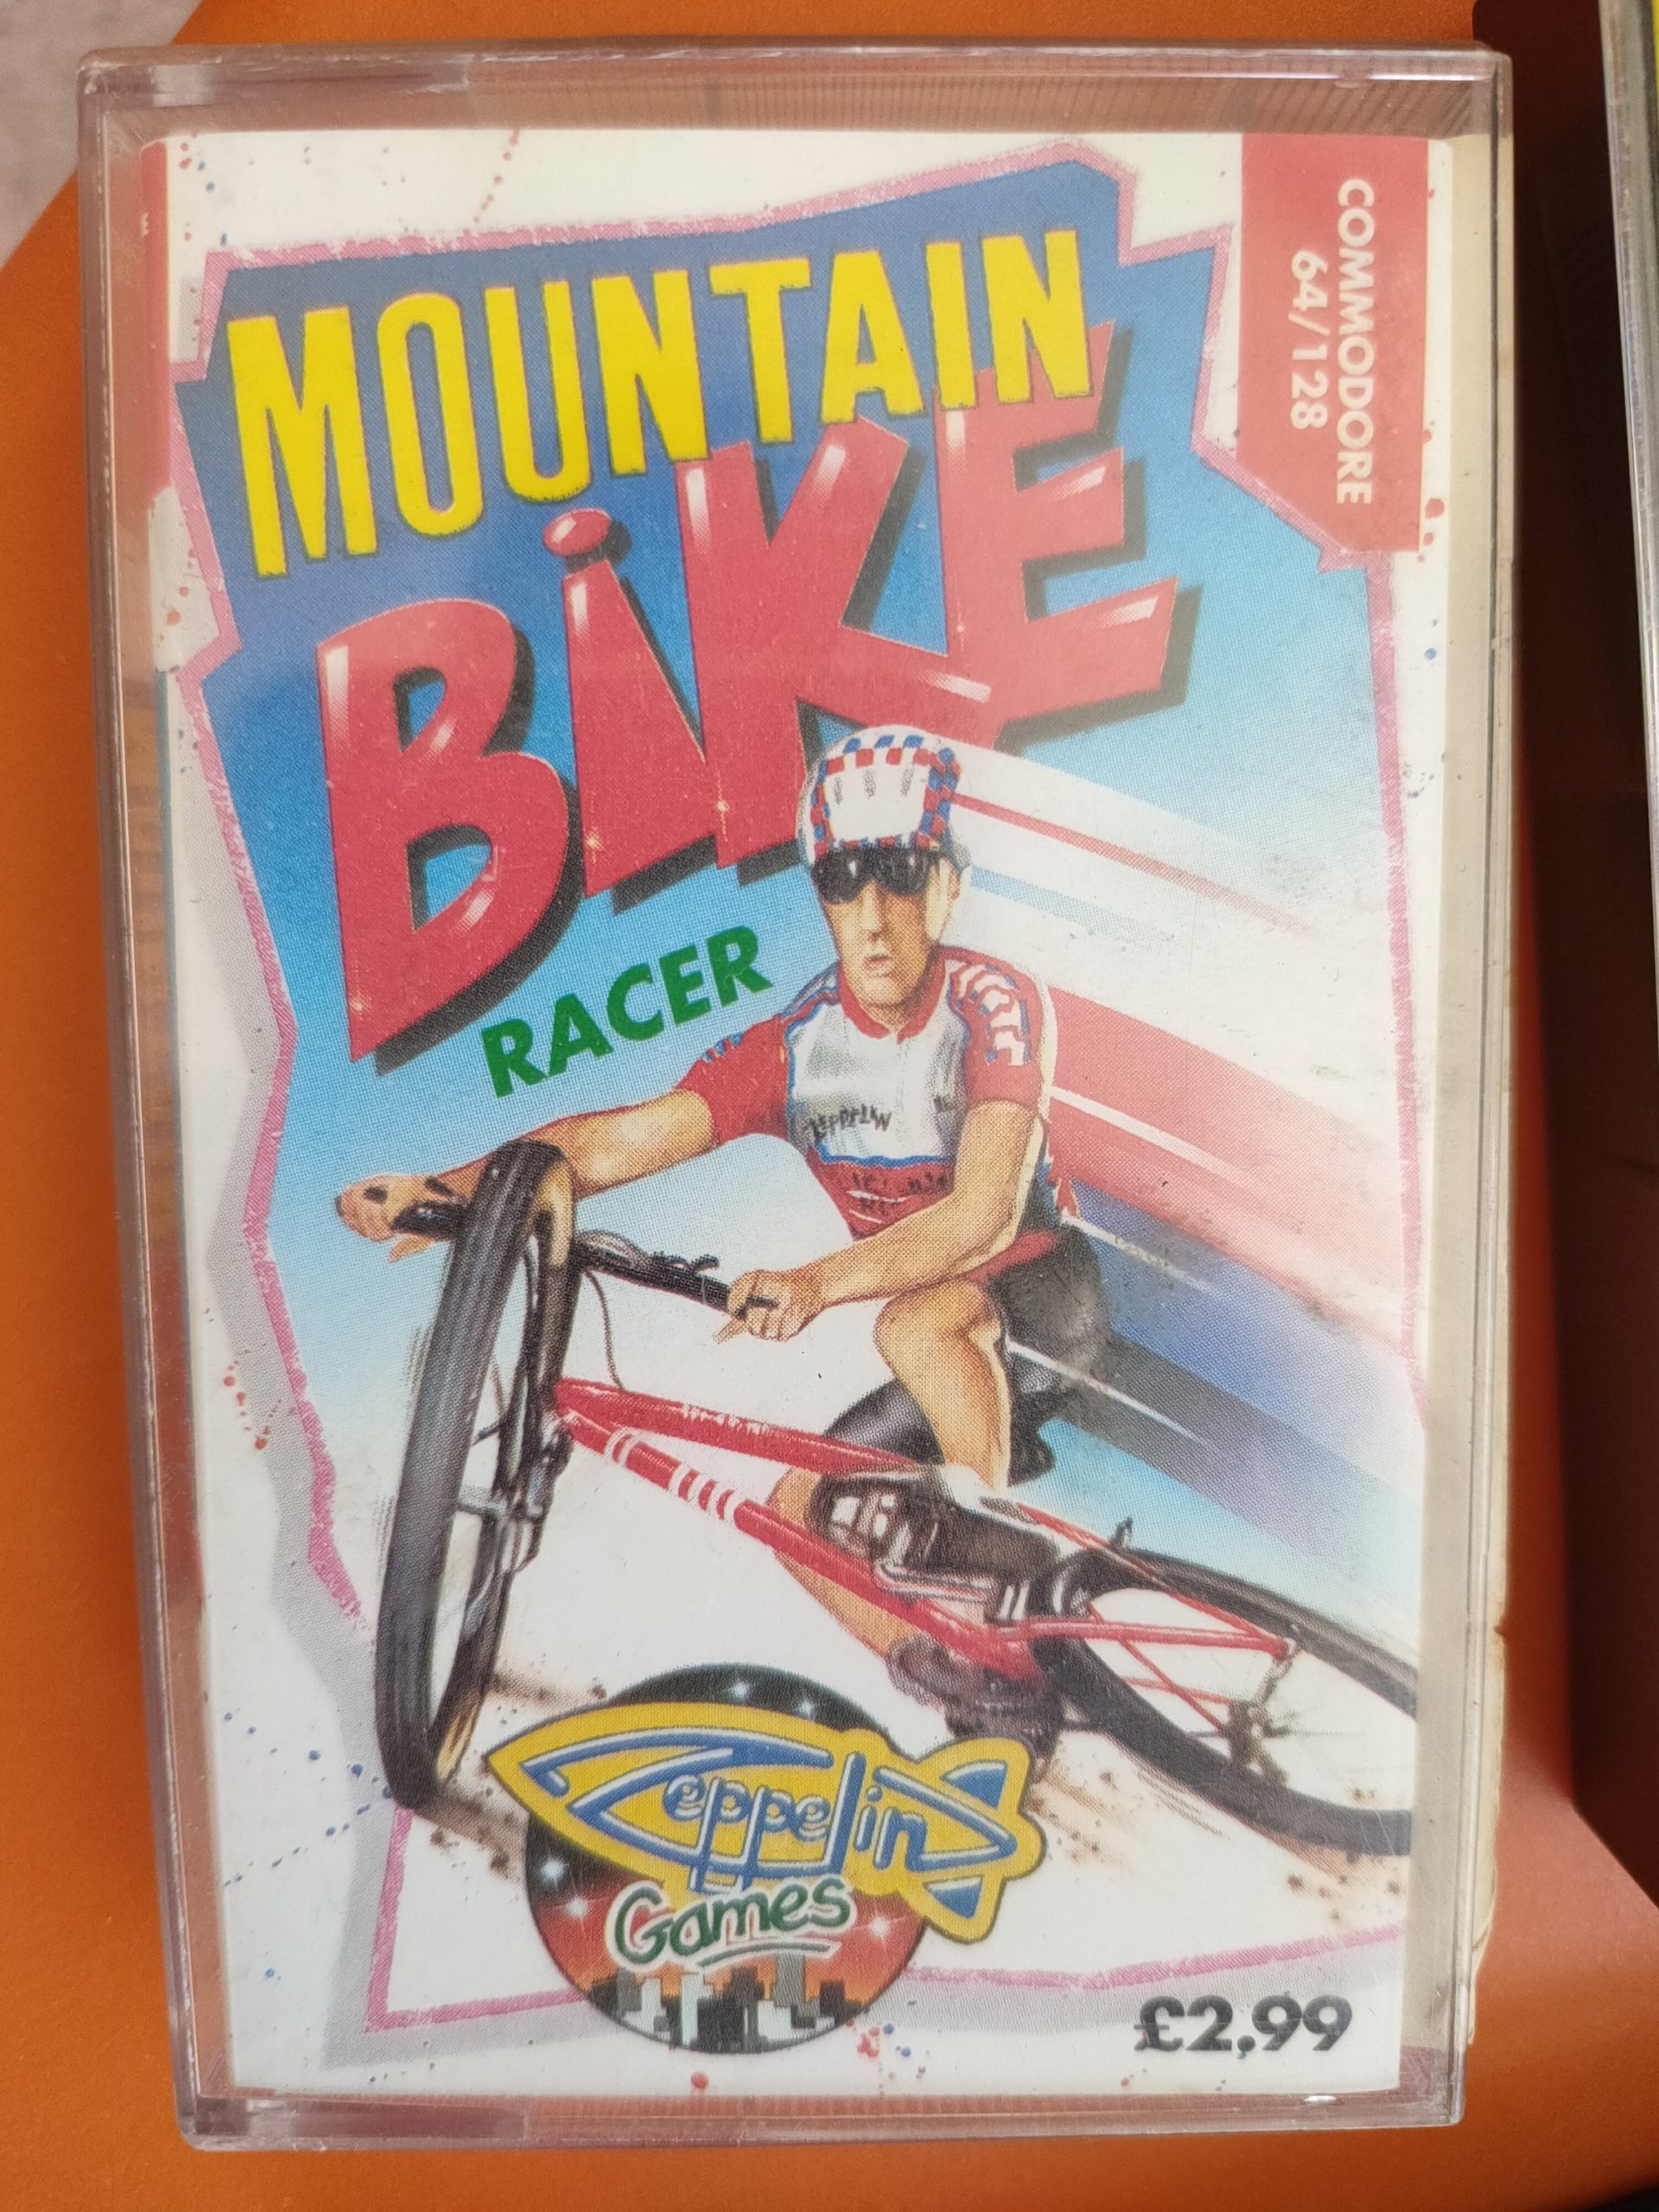 MOUNTAIN
BiKE
RACER
COMMODORE
64/128
ZEPPELIN
Zeppelin
Games
£2.99